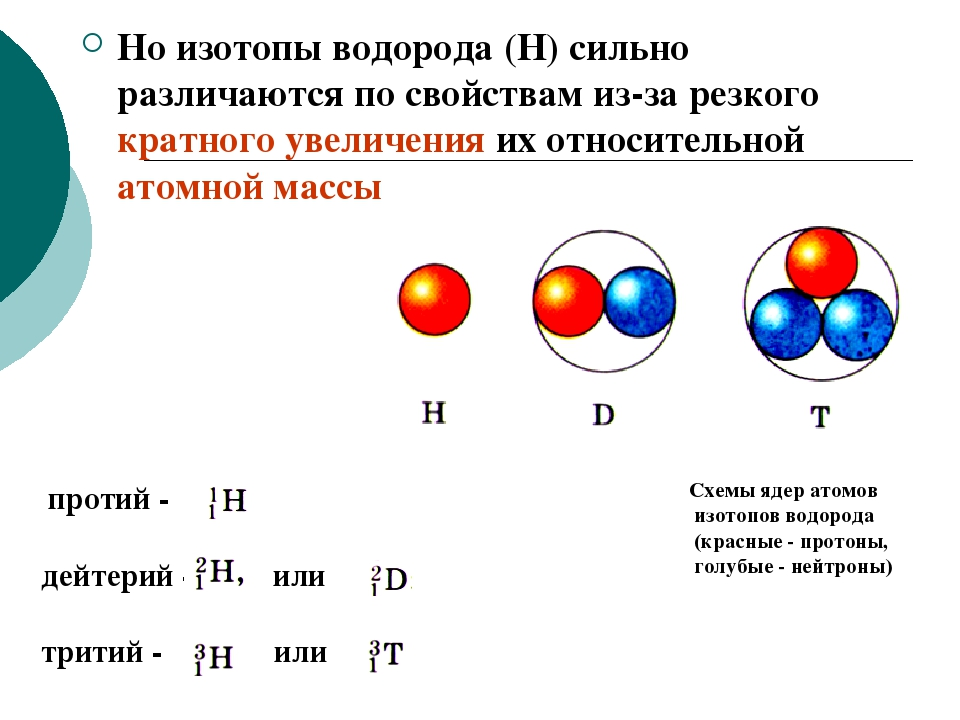 Но изотопы водорода (Н) сильно
различаются по свойствам из-за резкого
кратного увеличения их относительной
атомной массы
H D T
протий - ¹₁H
дейтерий - ²₁H, или ²₁D
тритий - ³₁H или ³₁T
Схемы ядер атомов
изотопов водорода
(красные - протоны,
голубые - нейтроны)